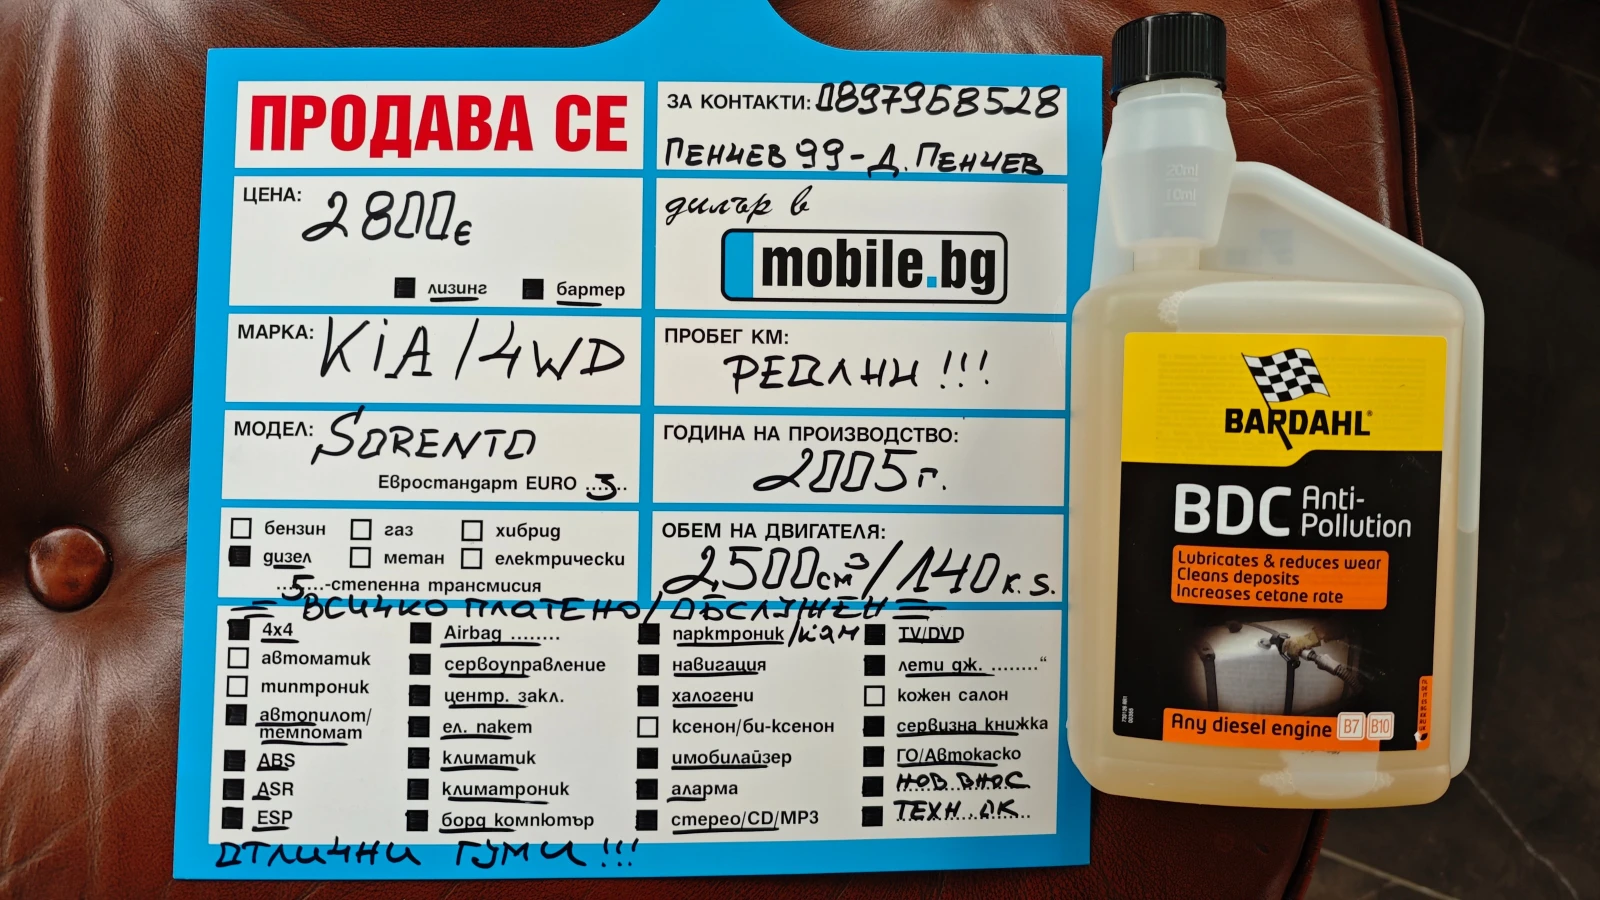 ПРОДАВА СЕ
ЗА КОНТАКТИ: 0897968528
ПЕНЧЕВ 99-Д. ПЕНЧЕВ
ЦЕНА: 2800€
лизинг бартер
дилър в
mobile.bg
МАРКА: KiA / 4WD
ПРОБЕГ КМ:
РЕАЛНИ !!!
МОДЕЛ: SORENTO
Евростандарт EURO ..3..
ГОДИНА НА ПРОИЗВОДСТВО:
2005г.
бензин газ хибрид
дизел метан електрически
..5..-степенна трансмисия
ОБЕМ НА ДВИГАТЕЛЯ:
2500см³/140к.s.
= ВСИЧКО ПЛАТЕНО/ОБСЛУЖЕН =
4x4
автоматик
типтроник
автопилот/
темпомат
ABS
ASR
ESP
Airbag ........
сервоуправление
центр. закл.
ел. пакет
климатик
климатроник
борд компютър
парктроник/кам
навигация
халогени
ксенон/би-ксенон
имобилайзер
аларма
стерео/CD/MP3
TV/DVD
лети дж. ........“
кожен салон
сервизна книжка
ГО/Автокаско
НОВ ВНОС
ТЕХН. ОК
ОТЛИЧНИ ГУМИ !!!
20ml
10ml
BARDAHL®
BDC Anti-
Pollution
Lubricates & reduces wear
Cleans deposits
Increases cetane rate
Any diesel engine B7 B10